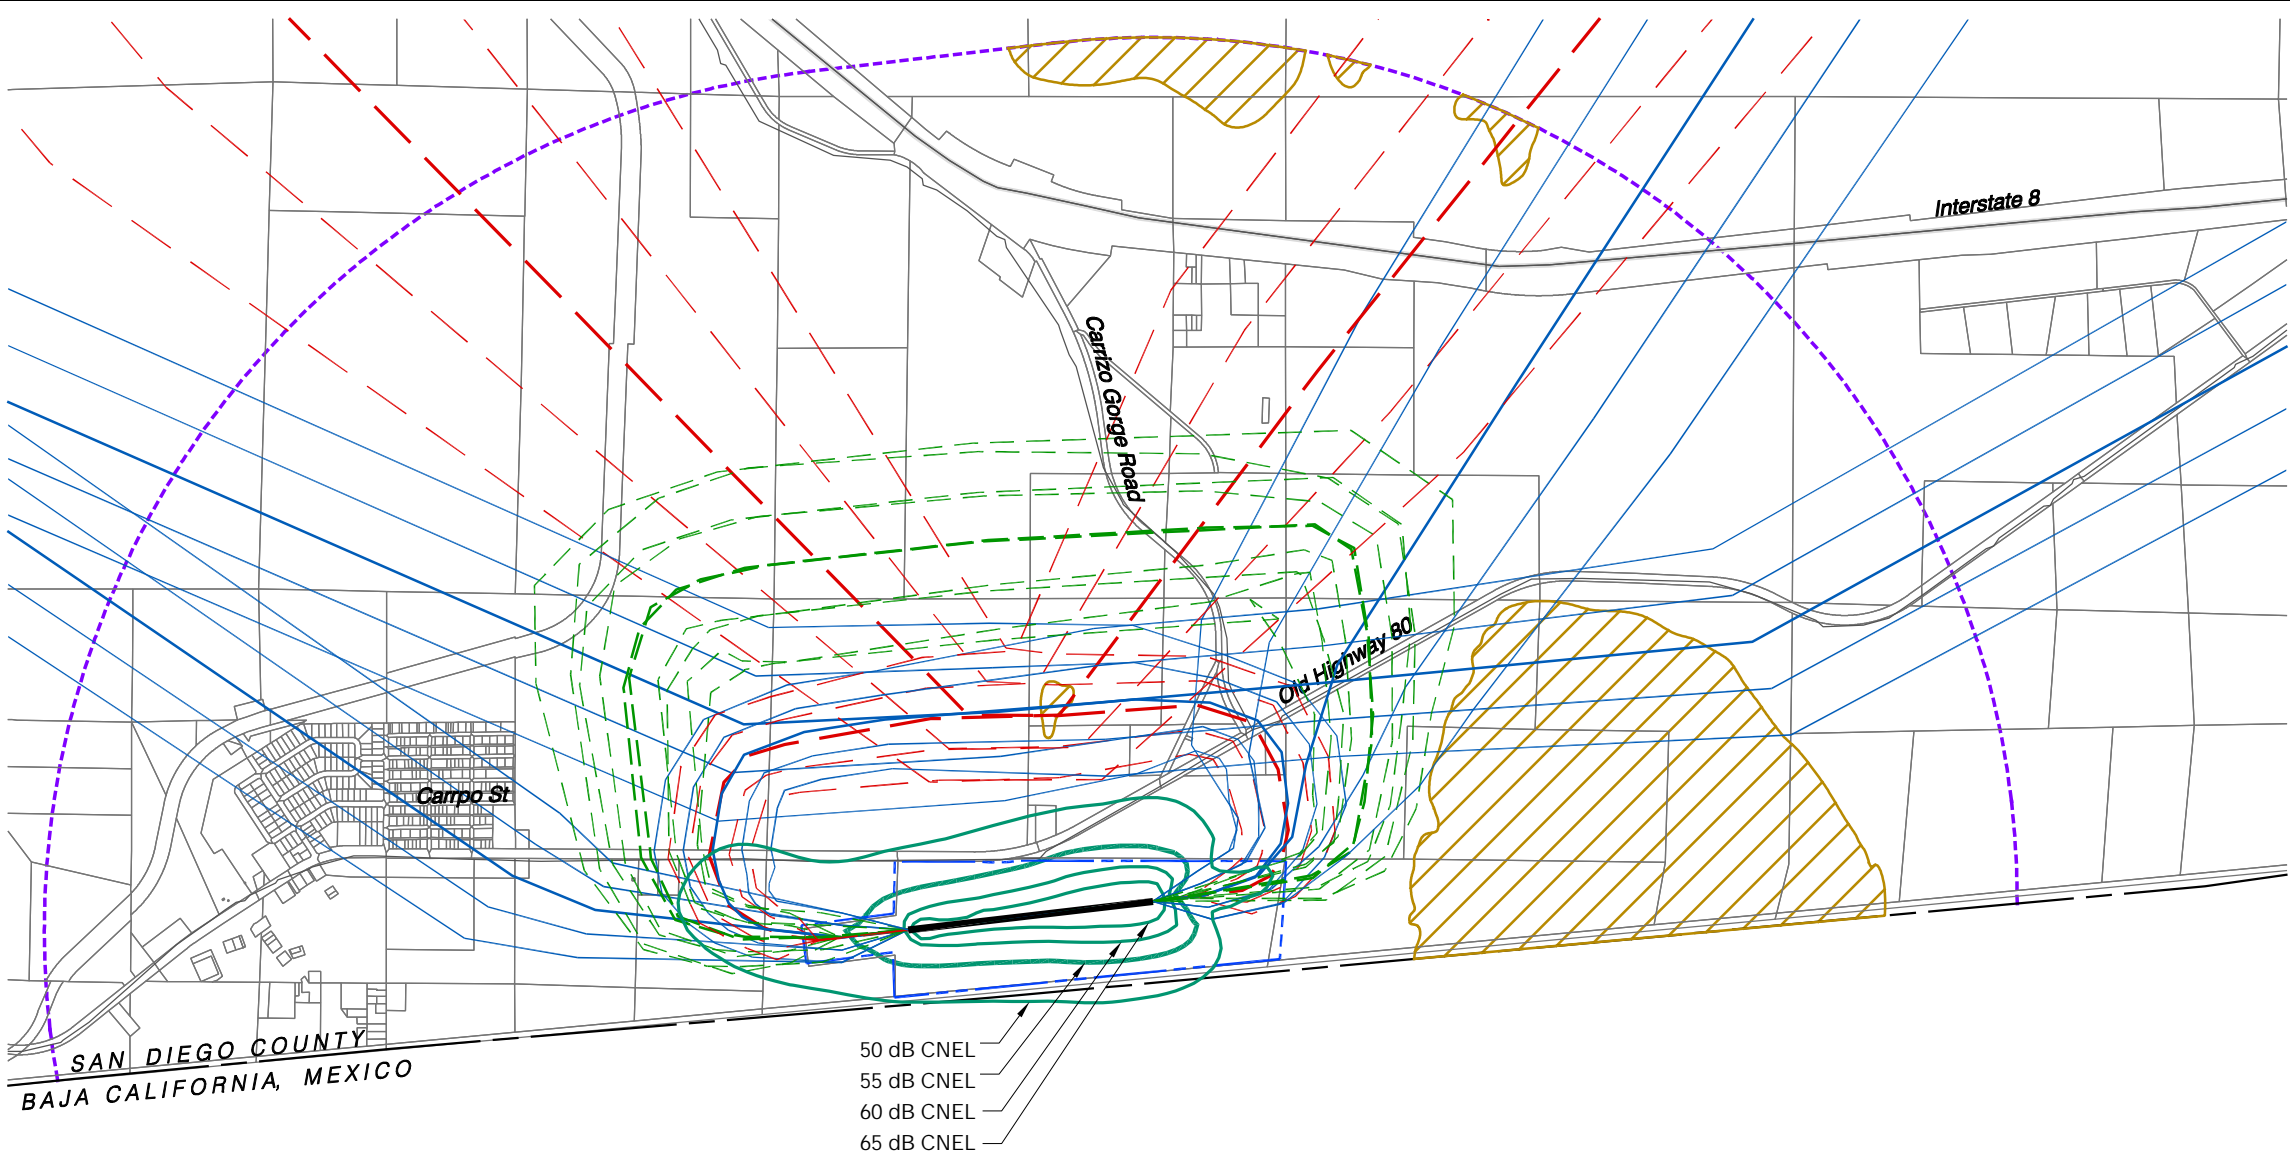 Interstate 8
Carrizo Gorge Road
Old Highway 80
Carrpo St
50 dB CNEL
55 dB CNEL
60 dB CNEL
65 dB CNEL
SAN DIEGO COUNTY
BAJA CALIFORNIA, MEXICO